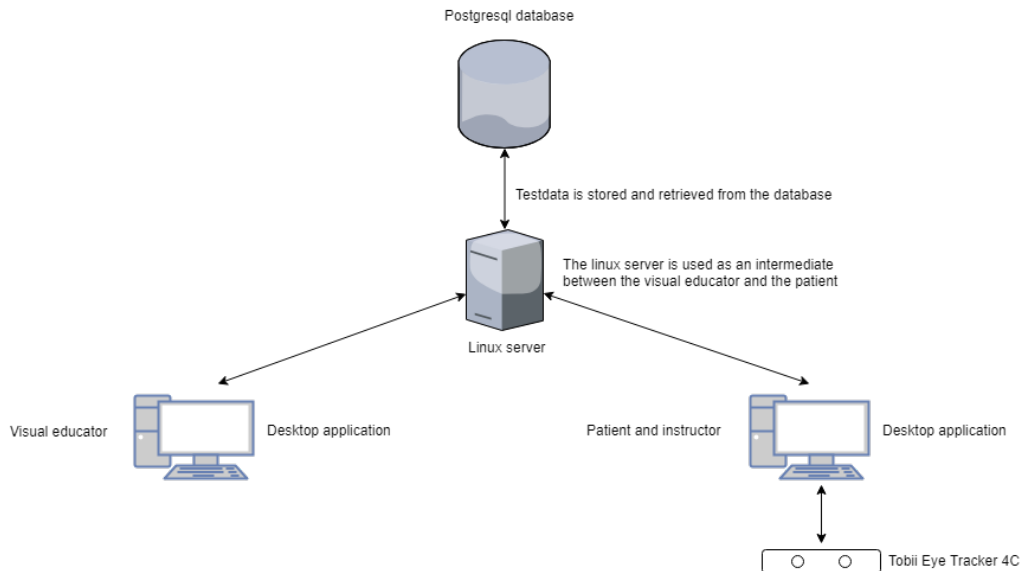 Postgresql database
Testdata is stored and retrieved from the database
The linux server is used as an intermediate
between the visual educator and the patient
Linux server
Visual educator
Desktop application
Patient and instructor
Desktop application
Tobii Eye Tracker 4C